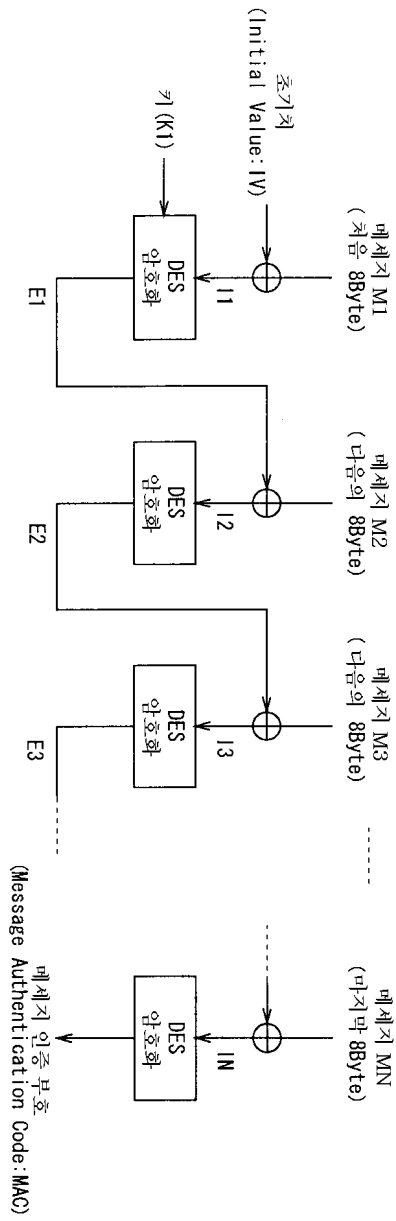 메세지 M1
(처음 8Byte)
메세지 M2
(다음의 8Byte)
메세지 M3
(다음의 8Byte)
메세지 MN
(마지막 8Byte)
초기치
(Initial Value:IV)
I1
I2
I3
IN
키(K1)
DES
암호화
DES
암호화
DES
암호화
DES
암호화
E1
E2
E3
메세지 인증 부호
(Message Authentication Code:MAC)